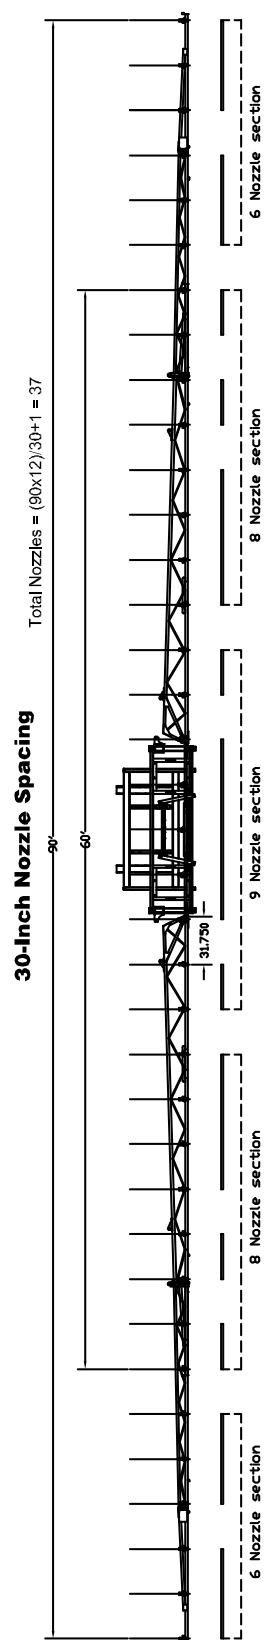 30-Inch Nozzle Spacing
Total Nozzles = (90x12)/30+1 = 37
90'
60'
31.750
6 Nozzle section
8 Nozzle section
9 Nozzle section
8 Nozzle section
6 Nozzle section